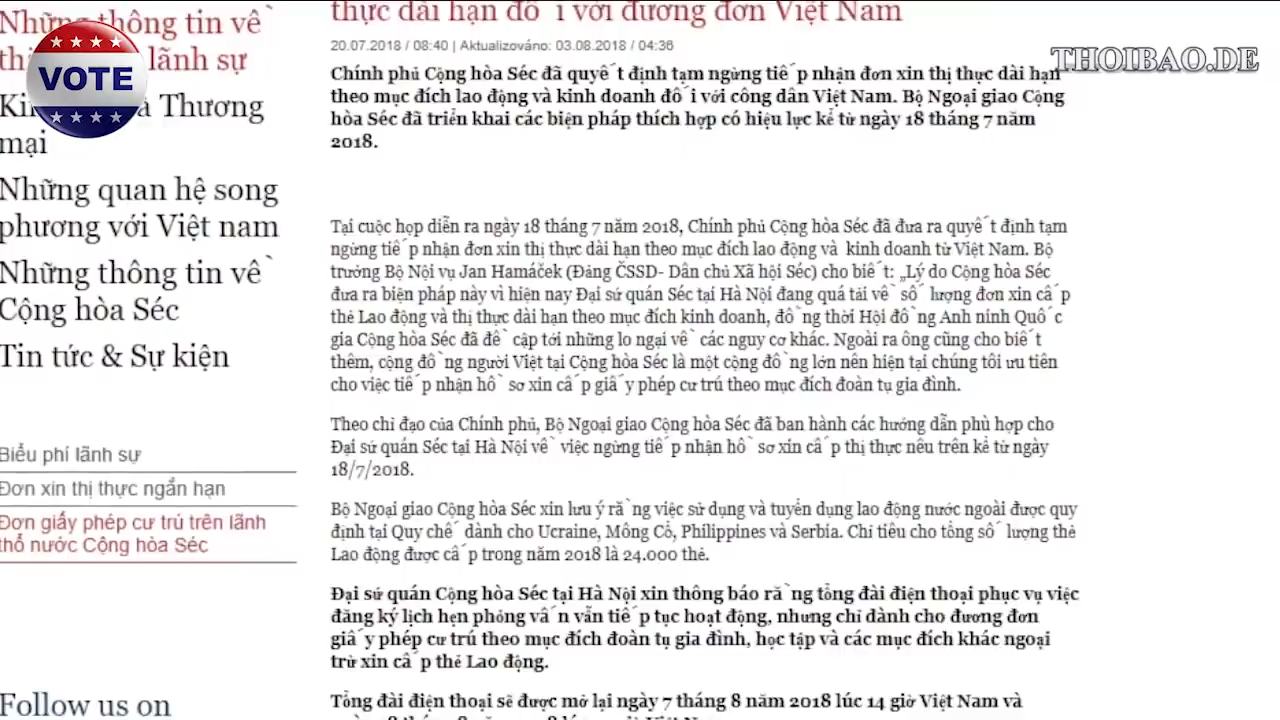 Những thông tin về
thị lãnh sự
VOTE
Thương
mại
Những quan hệ song
phương với Việt nam
Những thông tin về
Cộng hòa Séc
Tin tức & Sự kiện
Biểu phí lãnh sự
Đơn xin thị thực ngắn hạn
Đơn giấy phép cư trú trên lãnh
thổ nước Cộng hòa Séc
Follow us on
thực dài hạn đối với đương đơn Việt Nam
20.07.2018 / 08:40 | Aktualizováno: 03.08.2018 / 04:36
THOIBAO.DE
Chính phủ Cộng hòa Séc đã quyết định tạm ngừng tiếp nhận đơn xin thị thực dài hạn
theo mục đích lao động và kinh doanh đối với công dân Việt Nam. Bộ Ngoại giao Cộng
hòa Séc đã triển khai các biện pháp thích hợp có hiệu lực kể từ ngày 18 tháng 7 năm
2018.
Tại cuộc họp diễn ra ngày 18 tháng 7 năm 2018, Chính phủ Cộng hòa Séc đã đưa ra quyết định tạm
ngừng tiếp nhận đơn xin thị thực dài hạn theo mục đích lao động và kinh doanh từ Việt Nam. Bộ
trưởng Bộ Nội vụ Jan Hamáček (Đảng ČSSD- Dân chủ Xã hội Séc) cho biết: „Lý do Cộng hòa Séc
đưa ra biện pháp này vì hiện nay Đại sứ quán Séc tại Hà Nội đang quá tải về số lượng đơn xin cấp
thẻ Lao động và thị thực dài hạn theo mục đích kinh doanh, đồng thời Hội đồng Anh ninh Quốc
gia Cộng hòa Séc đã đề cập tới những lo ngại về các nguy cơ khác. Ngoài ra ông cũng cho biết
thêm, cộng đồng người Việt tại Cộng hòa Séc là một cộng đồng lớn nên hiện tại chúng tôi ưu tiên
cho việc tiếp nhận hồ sơ xin cấp giấy phép cư trú theo mục đích đoàn tụ gia đình.
Theo chỉ đạo của Chính phủ, Bộ Ngoại giao Cộng hòa Séc đã ban hành các hướng dẫn phù hợp cho
Đại sứ quán Séc tại Hà Nội về việc ngừng tiếp nhận hồ sơ xin cấp thị thực nêu trên kể từ ngày
18/7/2018.
Bộ Ngoại giao Cộng hòa Séc xin lưu ý rằng việc sử dụng và tuyển dụng lao động nước ngoài được quy
định tại Quy chế dành cho Ucraine, Mông Cổ, Philippines và Serbia. Chỉ tiêu cho tổng số lượng thẻ
Lao động được cấp trong năm 2018 là 24.000 thẻ.
Đại sứ quán Cộng hòa Séc tại Hà Nội xin thông báo rằng tổng đài điện thoại phục vụ việc
đăng ký lịch hẹn phỏng vấn vẫn tiếp tục hoạt động, nhưng chỉ dành cho đương đơn
giấy phép cư trú theo mục đích đoàn tụ gia đình, học tập và các mục đích khác ngoại
trừ xin cấp thẻ Lao động.
Tổng đài điện thoại sẽ được mở lại ngày 7 tháng 8 năm 2018 lúc 14 giờ Việt Nam và